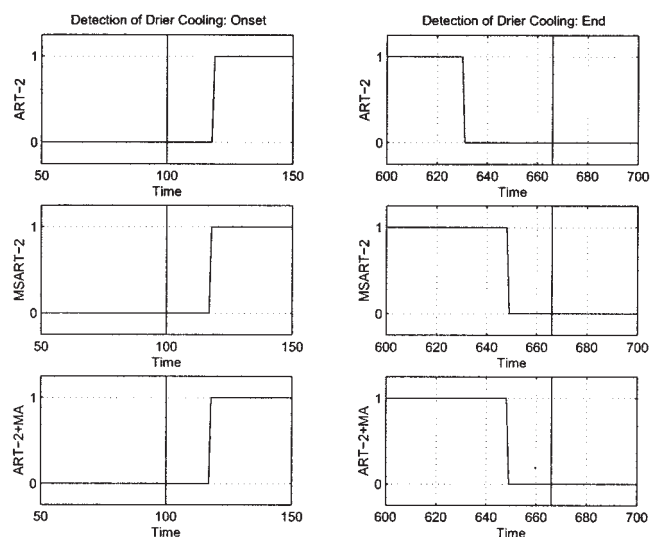 Detection of Drier Cooling: Onset
ART-2
1
0
50 100 150
Time
Detection of Drier Cooling: End
ART-2
1
0
600 620 640 660 680 700
Time
MSART-2
1
0
50 100 150
Time
MSART-2
1
0
600 620 640 660 680 700
Time
ART-2+MA
1
0
50 100 150
Time
ART-2+MA
1
0
600 620 640 660 680 700
Time